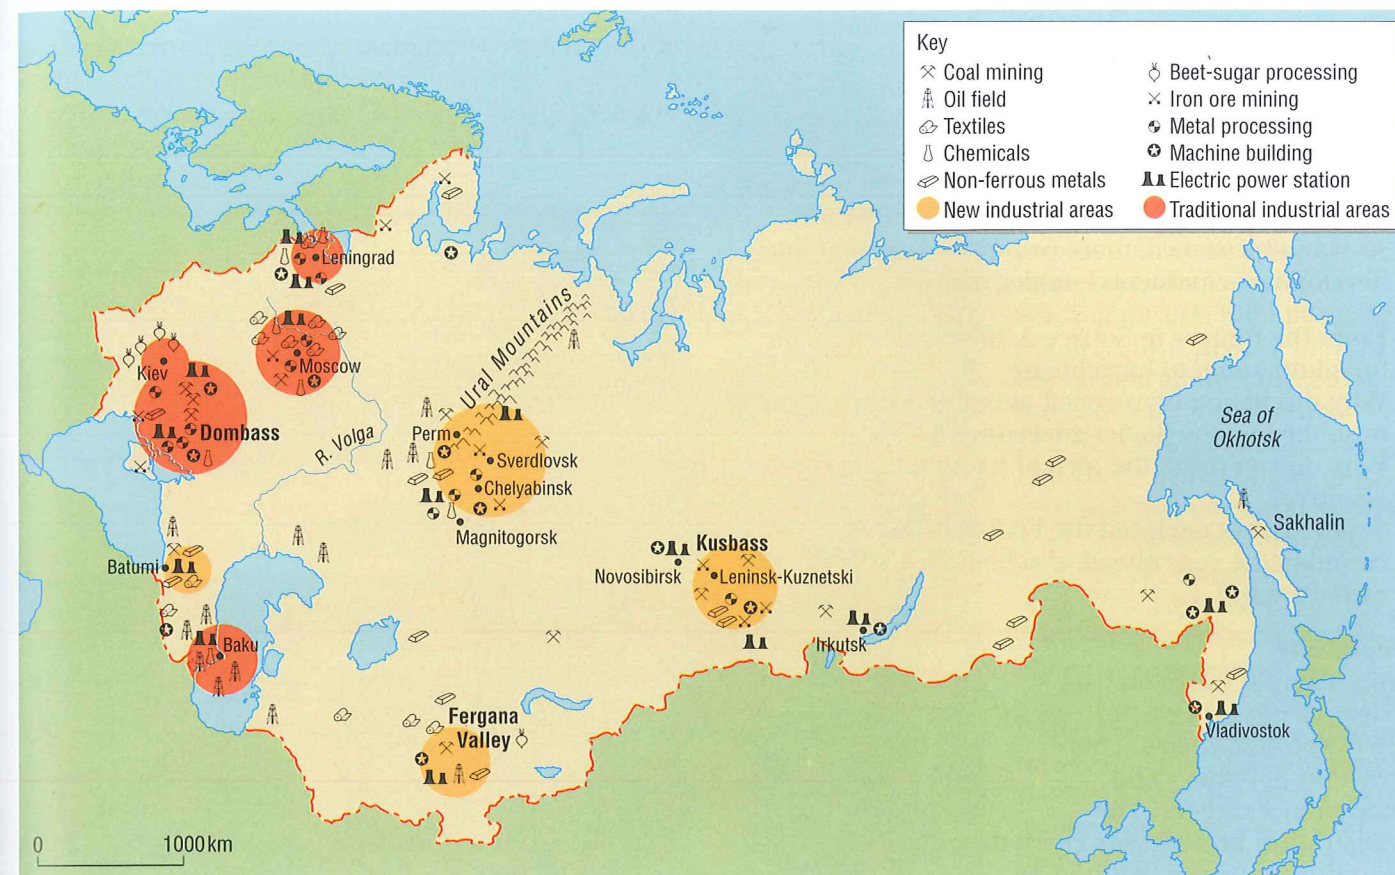 Key
Coal mining
Oil field
Textiles
Chemicals
Non-ferrous metals
New industrial areas
Beet-sugar processing
Iron ore mining
Metal processing
Machine building
Electric power station
Traditional industrial areas
Leningrad
Moscow
Kiev
Dombass
R. Volga
Ural Mountains
Perm
Sverdlovsk
Chelyabinsk
Magnitogorsk
Batumi
Baku
Kusbass
Novosibirsk
Leninsk-Kuznetski
Irkutsk
Fergana
Valley
Sea of
Okhotsk
Sakhalin
Vladivostok
0
1000 km